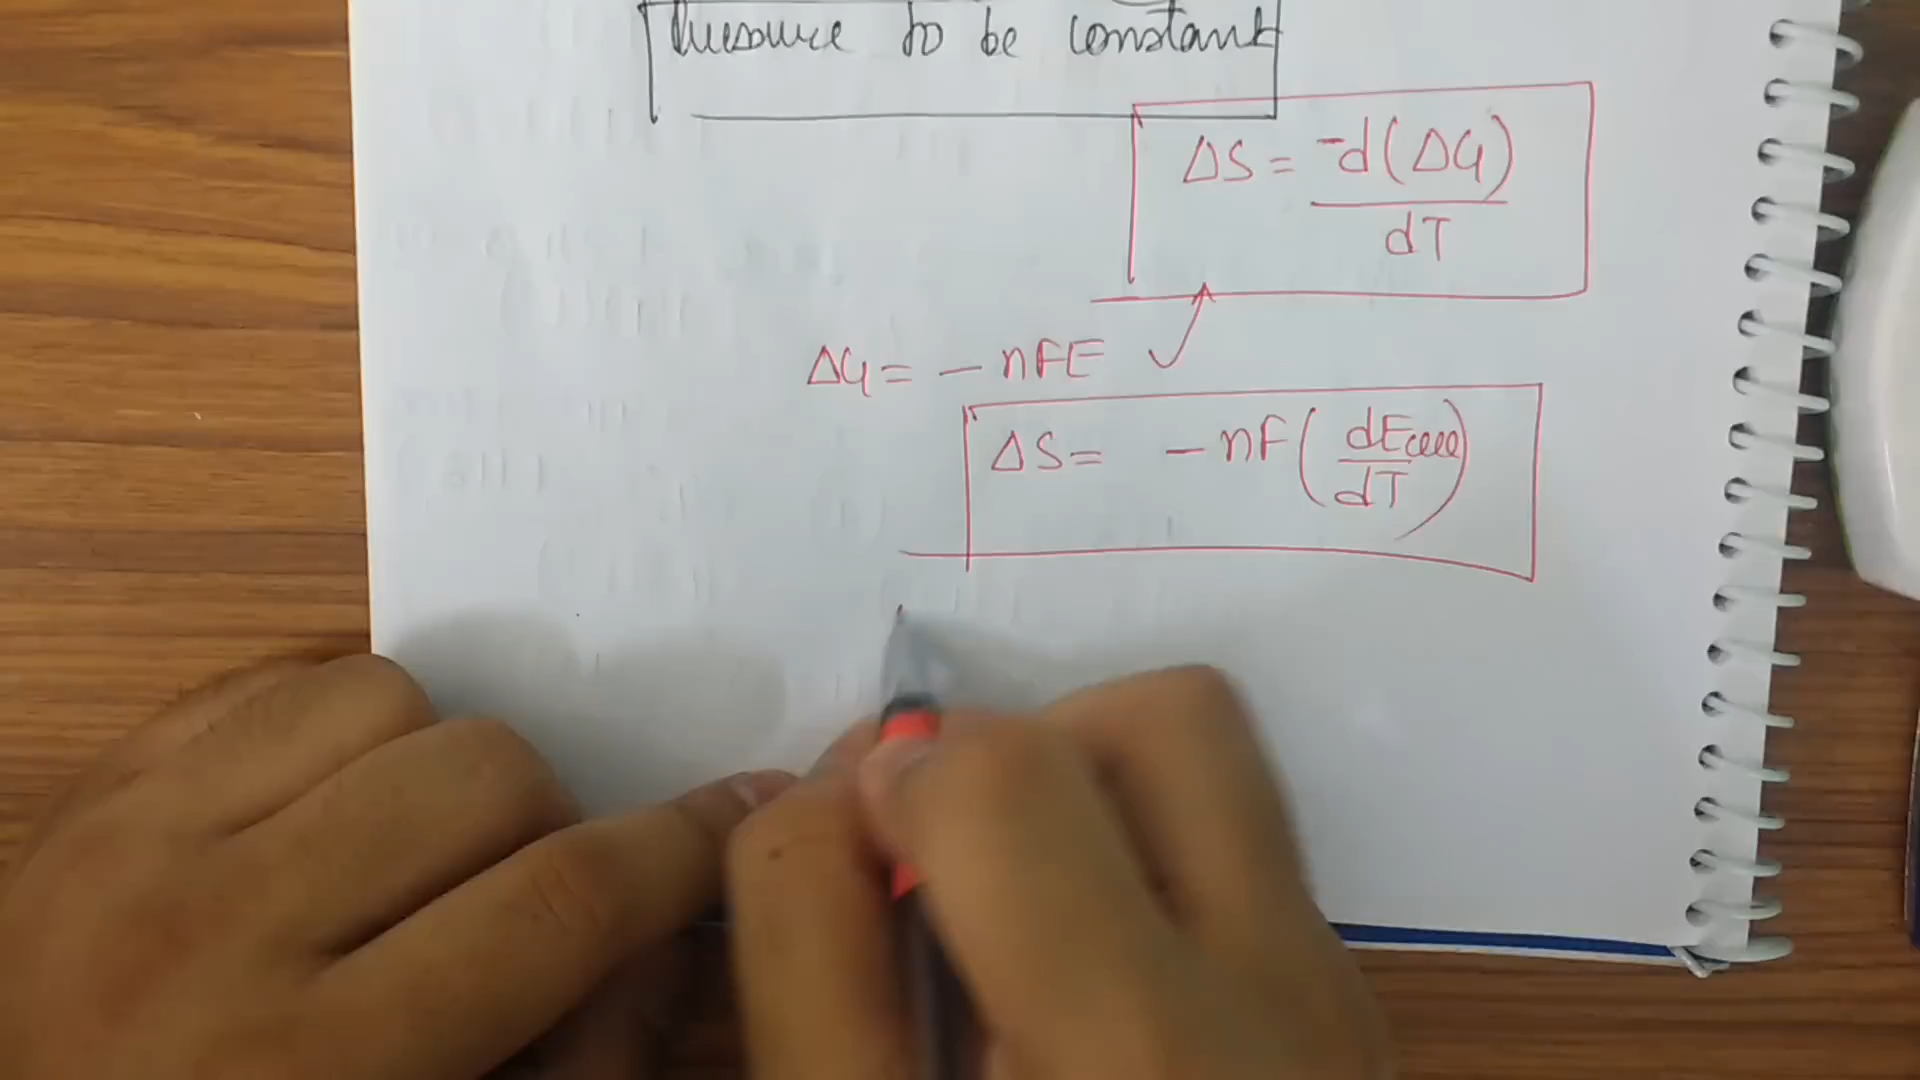 Pressure to be constant
ΔS = -d(ΔG)/dT
ΔG = - nFE
ΔS = - nF(dEcell/dT)